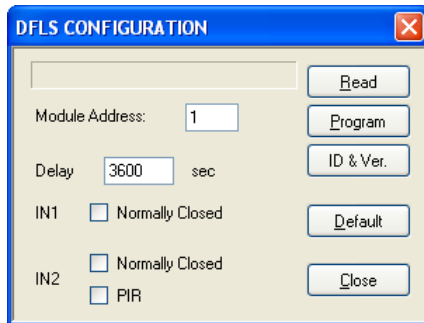 DFLS CONFIGURATION
Read
Module Address: 1
Program
ID & Ver.
Delay 3600 sec
IN1 Normally Closed
Default
IN2 Normally Closed
PIR
Close